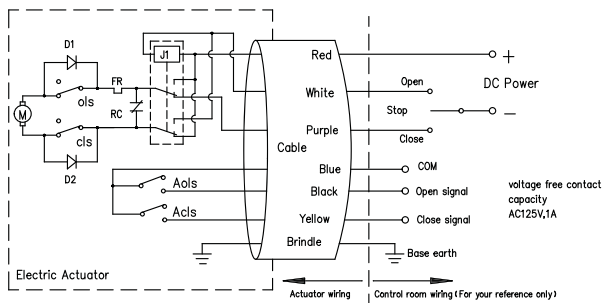 D1
J1
FR
ols
RC
M
cls
D2
Aols
Acls
Electric Actuator
Red
White
Purple
Cable
Blue
Black
Yellow
Brindle
+
Open
DC Power
Stop
−
Close
COM
Open signal
Close signal
voltage free contact
capacity
AC125V,1A
Base earth
Actuator wiring
Control room wiring (For your reference only)